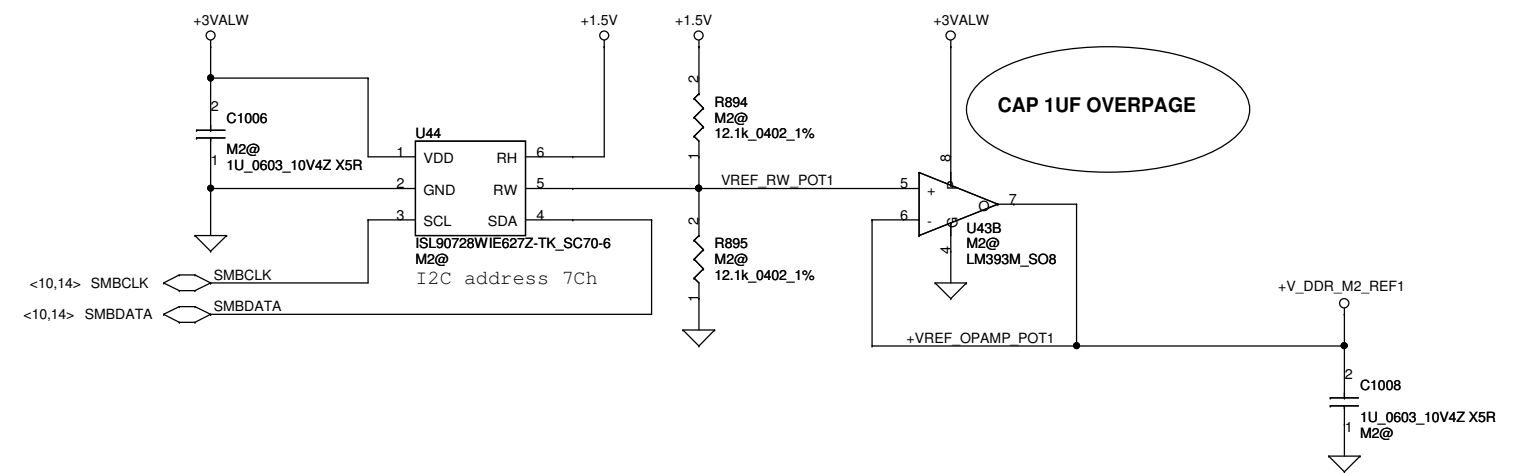 +3VALW
+1.5V
+1.5V
+3VALW
CAP 1UF OVERPAGE
2
C1006
M2@
1
1U_0603_10V4Z X5R
2
R894
M2@
12.1k_0402_1%
1
U44
1
VDD
RH
6
2
GND
RW
5
3
SCL
SDA
4
ISL90728WIE627Z-TK_SC70-6
M2@
I2C address 7Ch
VREF_RW_POT1
8
5
+
P
6
-
G
O
7
4
U43B
M2@
LM393M_SO8
2
R895
M2@
12.1k_0402_1%
1
<10,14> SMBCLK
SMBCLK
<10,14> SMBDATA
SMBDATA
+V_DDR_M2_REF1
+VREF_OPAMP_POT1
2
C1008
1
1U_0603_10V4Z X5R
M2@